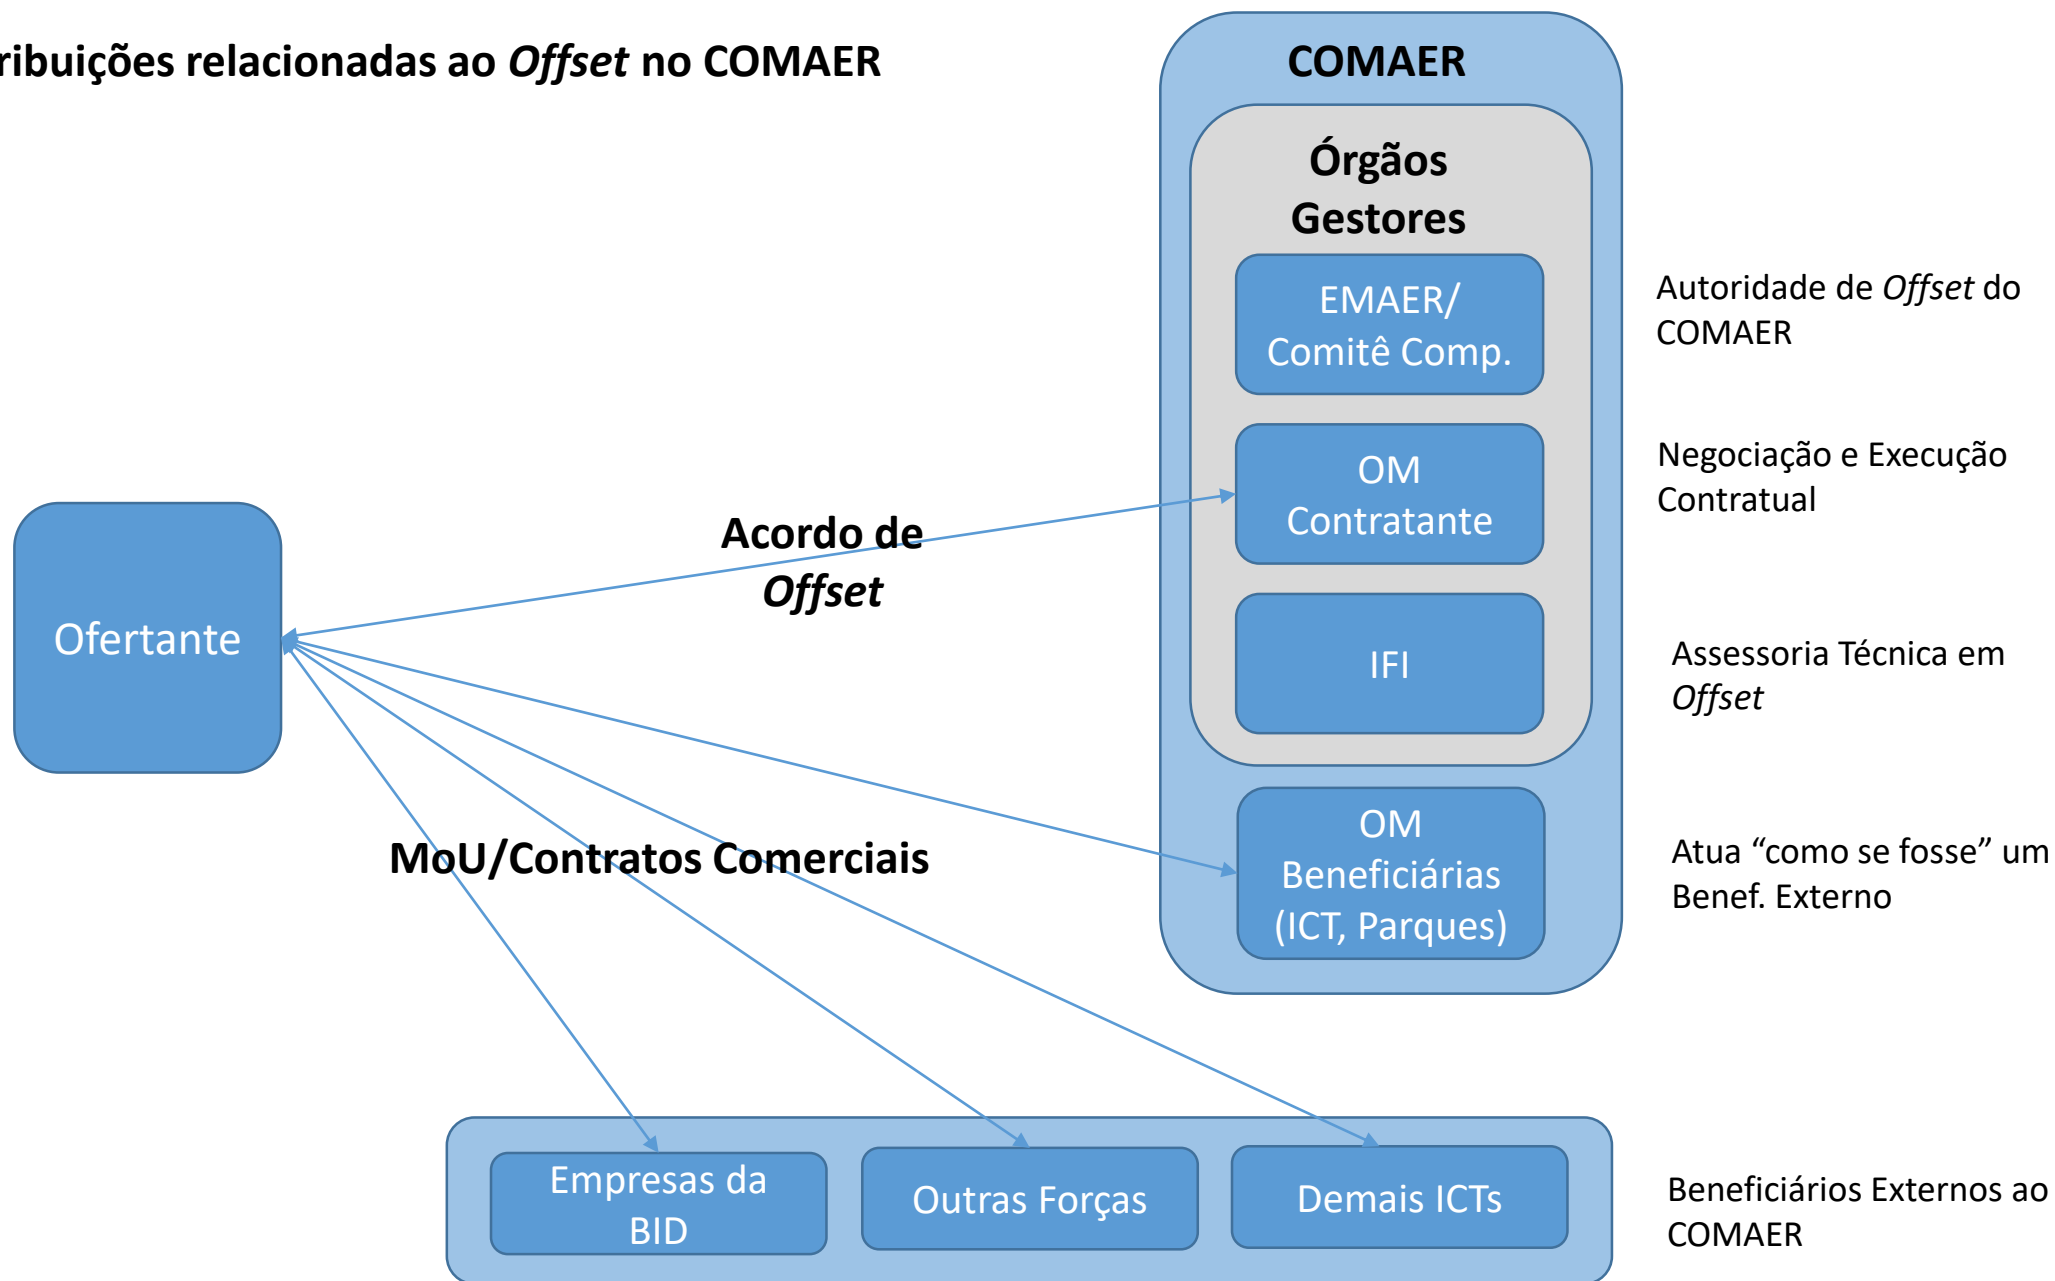 ribuições relacionadas ao Offset no COMAER
COMAER
Órgãos
Gestores
EMAER/
Comitê Comp.
Autoridade de Offset do
COMAER
OM
Contratante
Negociação e Execução
Contratual
Acordo de
Offset
Ofertante
IFI
Assessoria Técnica em
Offset
OM
Beneficiárias
(ICT, Parques)
Atua “como se fosse” um
Benef. Externo
MoU/Contratos Comerciais
Empresas da
BID
Outras Forças
Demais ICTs
Beneficiários Externos ao
COMAER